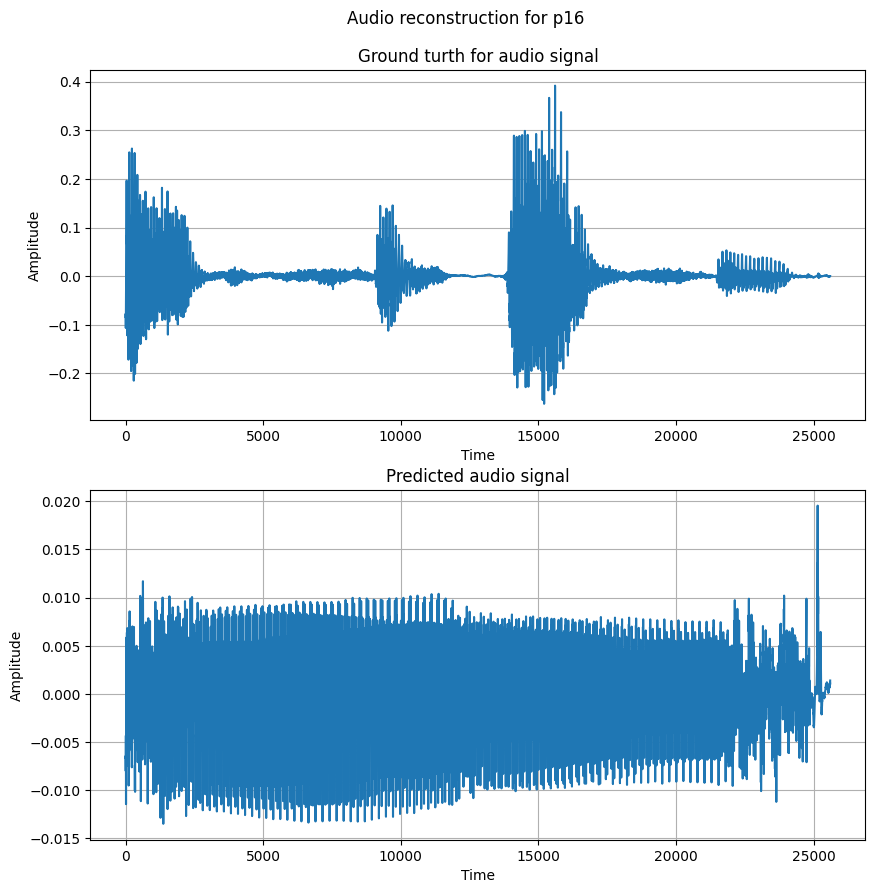 Audio reconstruction for p16
Ground turth for audio signal
0.4
0.3
0.2
0.1
0.0
−0.1
−0.2
Amplitude
0 5000 10000 15000 20000 25000
Time
Predicted audio signal
0.020
0.015
0.010
0.005
0.000
−0.005
−0.010
−0.015
Amplitude
0 5000 10000 15000 20000 25000
Time